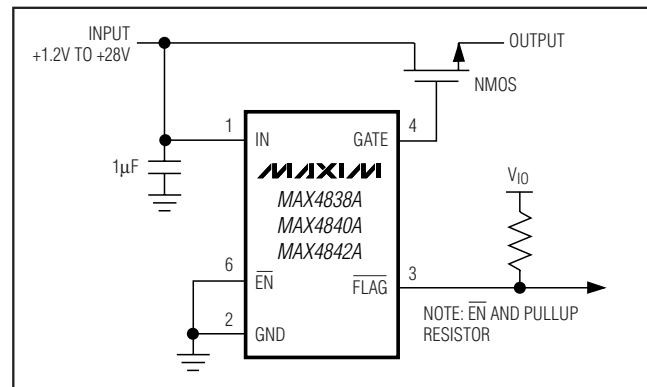 INPUT
+1.2V TO +28V
OUTPUT
NMOS
1
IN
GATE
4
1µF
MAXIM
MAX4838A
MAX4840A
MAX4842A
VIO
6
EN
FLAG
3
2
GND
NOTE: EN AND PULLUP
RESISTOR